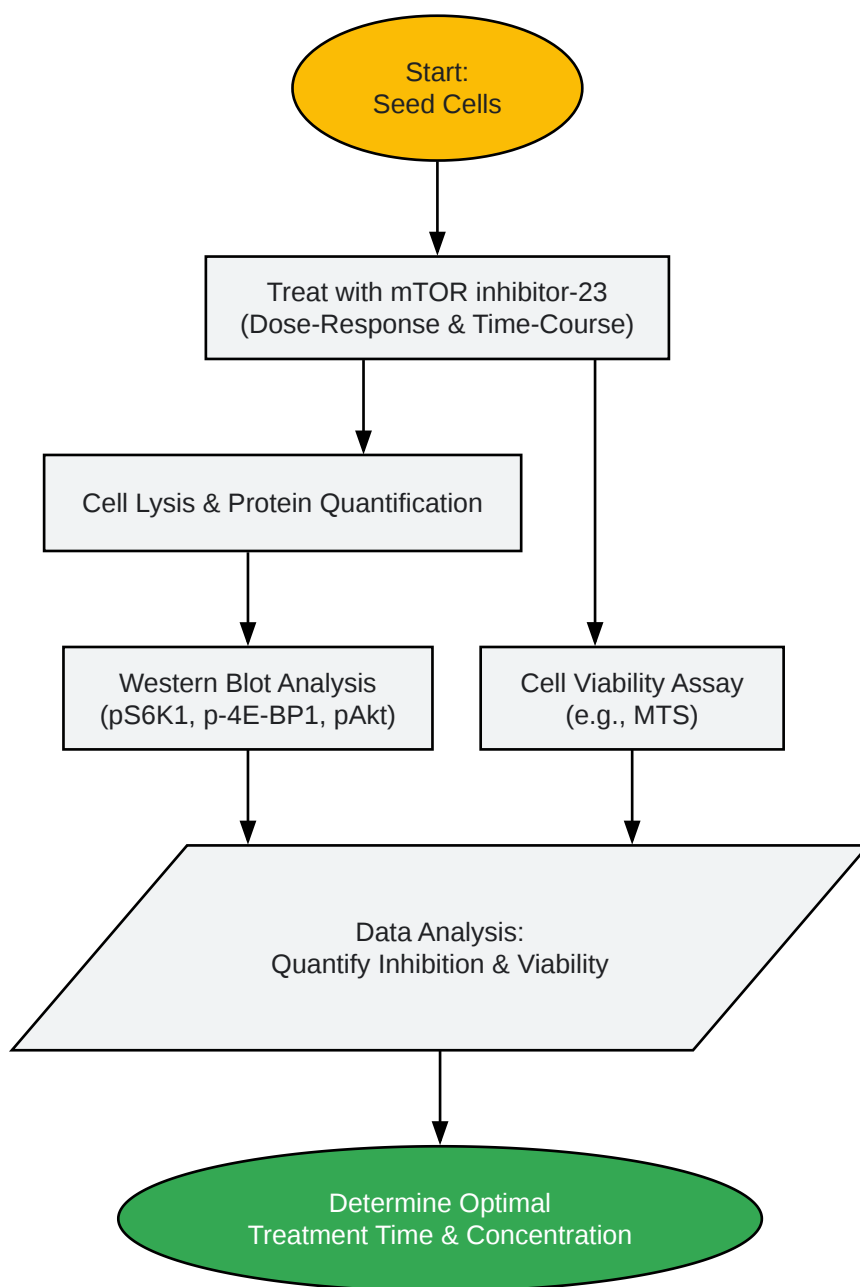 Start:
Seed Cells
Treat with mTOR inhibitor-23
(Dose-Response & Time-Course)
Cell Lysis & Protein Quantification
Western Blot Analysis
(pS6K1, p-4E-BP1, pAkt)
Cell Viability Assay
(e.g., MTS)
Data Analysis:
Quantify Inhibition & Viability
Determine Optimal
Treatment Time & Concentration